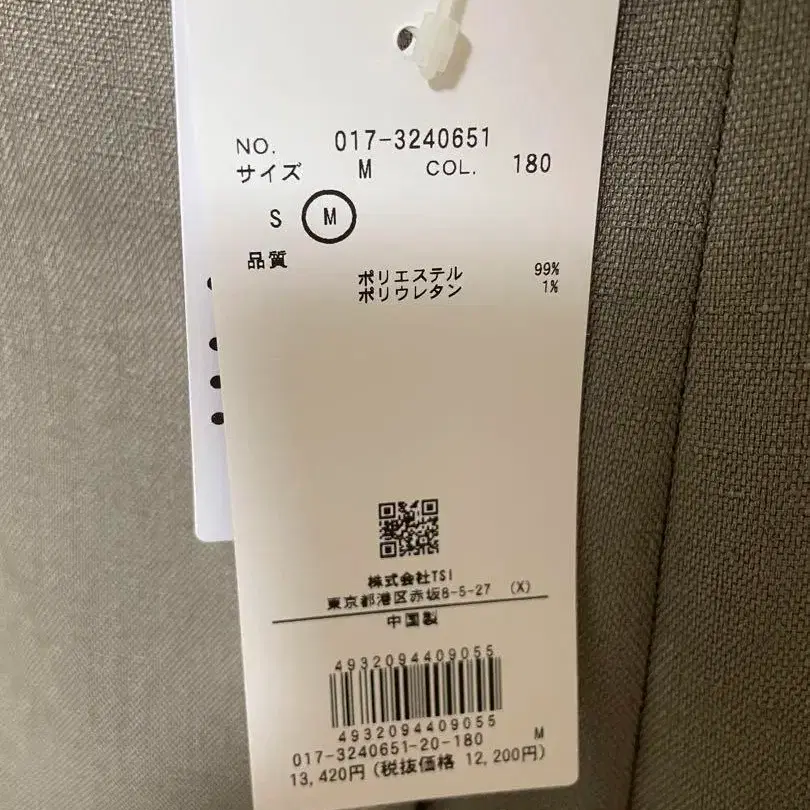 NO. 017-3240651
サイズ M COL. 180
S M
品質
ポリエステル 99%
ポリウレタン 1%
株式会社TSI
東京都港区赤坂8-5-27 (X)
中国製
4932094409055
4932094409055
017-3240651-20-180 M
13,420円(税抜価格 12,200円)